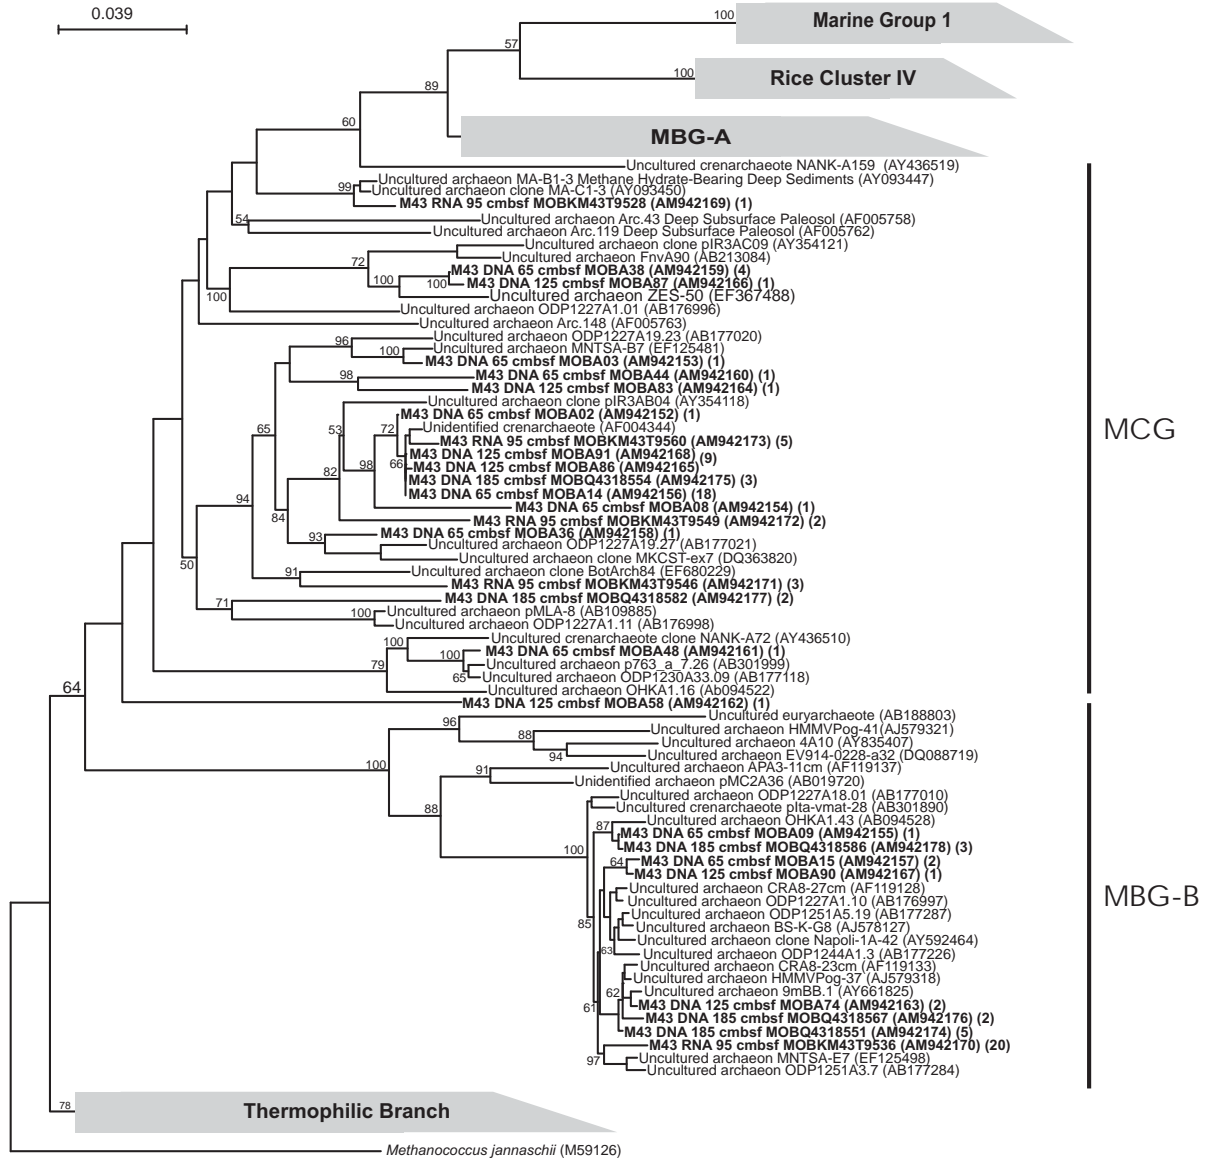 0.039
100
Marine Group 1
57
100
Rice Cluster IV
89
60
MBG-A
Uncultured crenarchaeote NANK-A159 (AY436519)
Uncultured archaeon MA-B1-3 Methane Hydrate-Bearing Deep Sediments (AY093447)
99
Uncultured archaeon clone MA-C1-3 (AY093450)
M43 RNA 95 cmbsf MOBKM43T9528 (AM942169) (1)
54
Uncultured archaeon Arc.43 Deep Subsurface Paleosol (AF005758)
Uncultured archaeon Arc.119 Deep Subsurface Paleosol (AF005762)
Uncultured archaeon clone pIR3AC09 (AY354121)
72
Uncultured archaeon FnvA90 (AB213084)
M43 DNA 65 cmbsf MOBA38 (AM942159) (4)
100
100
M43 DNA 125 cmbsf MOBA87 (AM942166) (1)
100
Uncultured archaeon ZES-50 (EF367488)
Uncultured archaeon ODP1227A1.01 (AB176996)
Uncultured archaeon Arc.148 (AF005763)
96
Uncultured archaeon ODP1227A19.23 (AB177020)
100
Uncultured archaeon MNTSA-B7 (EF125481)
M43 DNA 65 cmbsf MOBA03 (AM942153) (1)
98
M43 DNA 65 cmbsf MOBA44 (AM942160) (1)
M43 DNA 125 cmbsf MOBA83 (AM942164) (1)
Uncultured archaeon clone pIR3AB04 (AY354118)
M43 DNA 65 cmbsf MOBA02 (AM942152) (1)
65
53
72
Unidentified crenarchaeote (AF004344)
MCG
M43 RNA 95 cmbsf MOBKM43T9560 (AM942173) (5)
M43 DNA 125 cmbsf MOBA91 (AM942168) (9)
82
98
66
M43 DNA 125 cmbsf MOBA86 (AM942165)
M43 DNA 185 cmbsf MOBQ4318554 (AM942175) (3)
94
M43 DNA 65 cmbsf MOBA14 (AM942156) (18)
M43 DNA 65 cmbsf MOBA08 (AM942154) (1)
84
M43 RNA 95 cmbsf MOBKM43T9549 (AM942172) (2)
93
M43 DNA 65 cmbsf MOBA36 (AM942158) (1)
Uncultured archaeon ODP1227A19.27 (AB177021)
Uncultured archaeon clone MKCST-ex7 (DQ363820)
50
91
Uncultured archaeon clone BotArch84 (EF680229)
M43 RNA 95 cmbsf MOBKM43T9546 (AM942171) (3)
71
M43 DNA 185 cmbsf MOBQ4318582 (AM942177) (2)
100
Uncultured archaeon pMLA-8 (AB109885)
Uncultured archaeon ODP1227A1.11 (AB176998)
100
Uncultured crenarchaeote clone NANK-A72 (AY436510)
100
M43 DNA 65 cmbsf MOBA48 (AM942161) (1)
79
Uncultured archaeon p763_a_7.26 (AB301999)
65
Uncultured archaeon ODP1230A33.09 (AB177118)
64
Uncultured archaeon OHKA1.16 (Ab094522)
M43 DNA 125 cmbsf MOBA58 (AM942162) (1)
96
Uncultured euryarchaeote (AB188803)
88
Uncultured archaeon HMMVPog-41(AJ579321)
Uncultured archaeon 4A10 (AY835407)
94
Uncultured archaeon EV914-0228-a32 (DQ088719)
100
91
Uncultured archaeon APA3-11cm (AF119137)
Unidentified archaeon pMC2A36 (AB019720)
Uncultured archaeon ODP1227A18.01 (AB177010)
88
Uncultured crenarchaeote pIta-vmat-28 (AB301890)
87
Uncultured archaeon OHKA1.43 (AB094528)
M43 DNA 65 cmbsf MOBA09 (AM942155) (1)
100
M43 DNA 185 cmbsf MOBQ4318586 (AM942178) (3)
64
M43 DNA 65 cmbsf MOBA15 (AM942157) (2)
M43 DNA 125 cmbsf MOBA90 (AM942167) (1)
Uncultured archaeon CRA8-27cm (AF119128)
MBG-B
Uncultured archaeon ODP1227A1.10 (AB176997)
Uncultured archaeon ODP1251A5.19 (AB177287)
85
Uncultured archaeon BS-K-G8 (AJ578127)
Uncultured archaeon clone Napoli-1A-42 (AY592464)
63
Uncultured archaeon ODP1244A1.3 (AB177226)
Uncultured archaeon CRA8-23cm (AF119133)
Uncultured archaeon HMMVPog-37 (AJ579318)
62
Uncultured archaeon 9mBB.1 (AY661825)
61
M43 DNA 125 cmbsf MOBA74 (AM942163) (2)
M43 DNA 185 cmbsf MOBQ4318567 (AM942176) (2)
M43 DNA 185 cmbsf MOBQ4318551 (AM942174) (5)
M43 RNA 95 cmbsf MOBKM43T9536 (AM942170) (20)
97
Uncultured archaeon MNTSA-E7 (EF125498)
Uncultured archaeon ODP1251A3.7 (AB177284)
78
Thermophilic Branch
Methanococcus jannaschii (M59126)